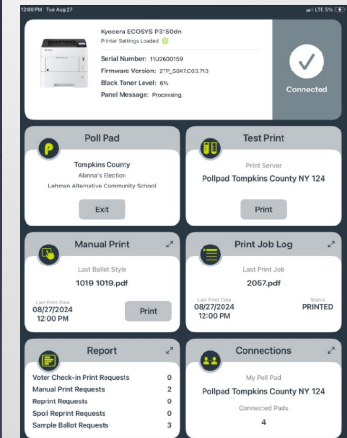 12:00 PM Tue Aug 27
LTE 5%
Kyocera ECOSYS P3150dn
Printer Settings Loaded
Serial Number: 11U2600159
Firmware Version: 2TP_S0K7.C03.713
Black Toner Level: 6%
Panel Message: Processing.
Connected
Poll Pad
Tompkins County
Alanna's Election
Lehman Alternative Community School
Exit
Test Print
Print Server
Pollpad Tompkins County NY 124
Print
Manual Print
Last Ballot Style
1019 1019.pdf
Last Print Date
08/27/2024
12:00 PM
Print
Print Job Log
Last Print Job
2057.pdf
Last Print Date
08/27/2024
12:00 PM
Status
PRINTED
Report
Voter Check-in Print Requests 0
Manual Print Requests 2
Reprint Requests 0
Spoil Reprint Requests 0
Sample Ballot Requests 3
Connections
My Poll Pad
Pollpad Tompkins County NY 124
Connected Pads
4